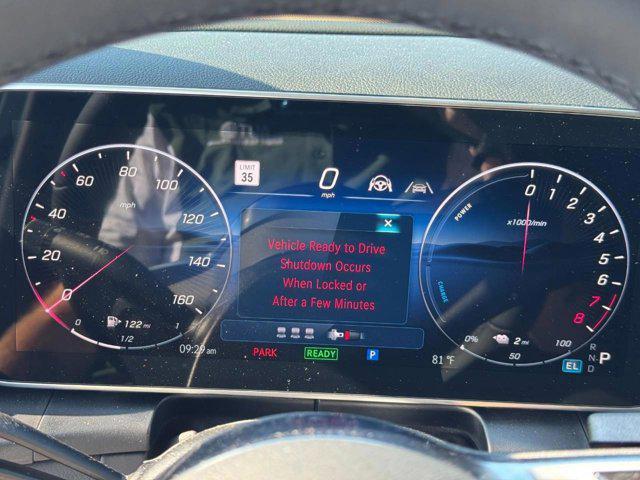 LIMIT
35
0
mph
80
60 100
mph
40 120
20 140
0 160
122 mi
0 1/2 1
09:29 am
×
Vehicle Ready to Drive
Shutdown Occurs
When Locked or
After a Few Minutes
PARK READY P
81 °F
POWER
CHARGE
0
1
2
3
4
5
6
7
8
x1000/min
0% 2 mi 100
50
EL
R
N P
D